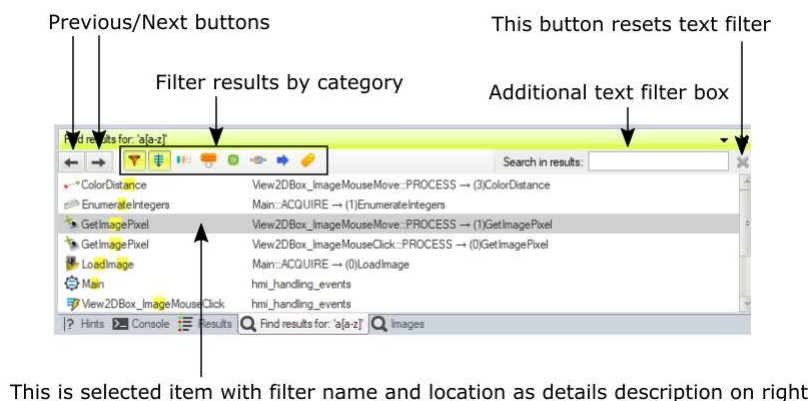 Previous/Next buttons
This button resets text filter
Filter results by category
Additional text filter box
Find results for: 'a[a-z]'
Search in results:
ColorDistance View2DBox_ImageMouseMove::PROCESS → (3)ColorDistance
EnumerateIntegers Main::ACQUIRE → (1)EnumerateIntegers
GetImagePixel View2DBox_ImageMouseMove::PROCESS → (1)GetImagePixel
GetImagePixel View2DBox_ImageMouseClick::PROCESS → (0)GetImagePixel
LoadImage Main::ACQUIRE → (0)LoadImage
Main hmi_handling_events
View2DBox_ImageMouseClick hmi_handling_events
Hints Console Results Find results for: 'a[a-z]' Images
This is selected item with filter name and location as details description on right